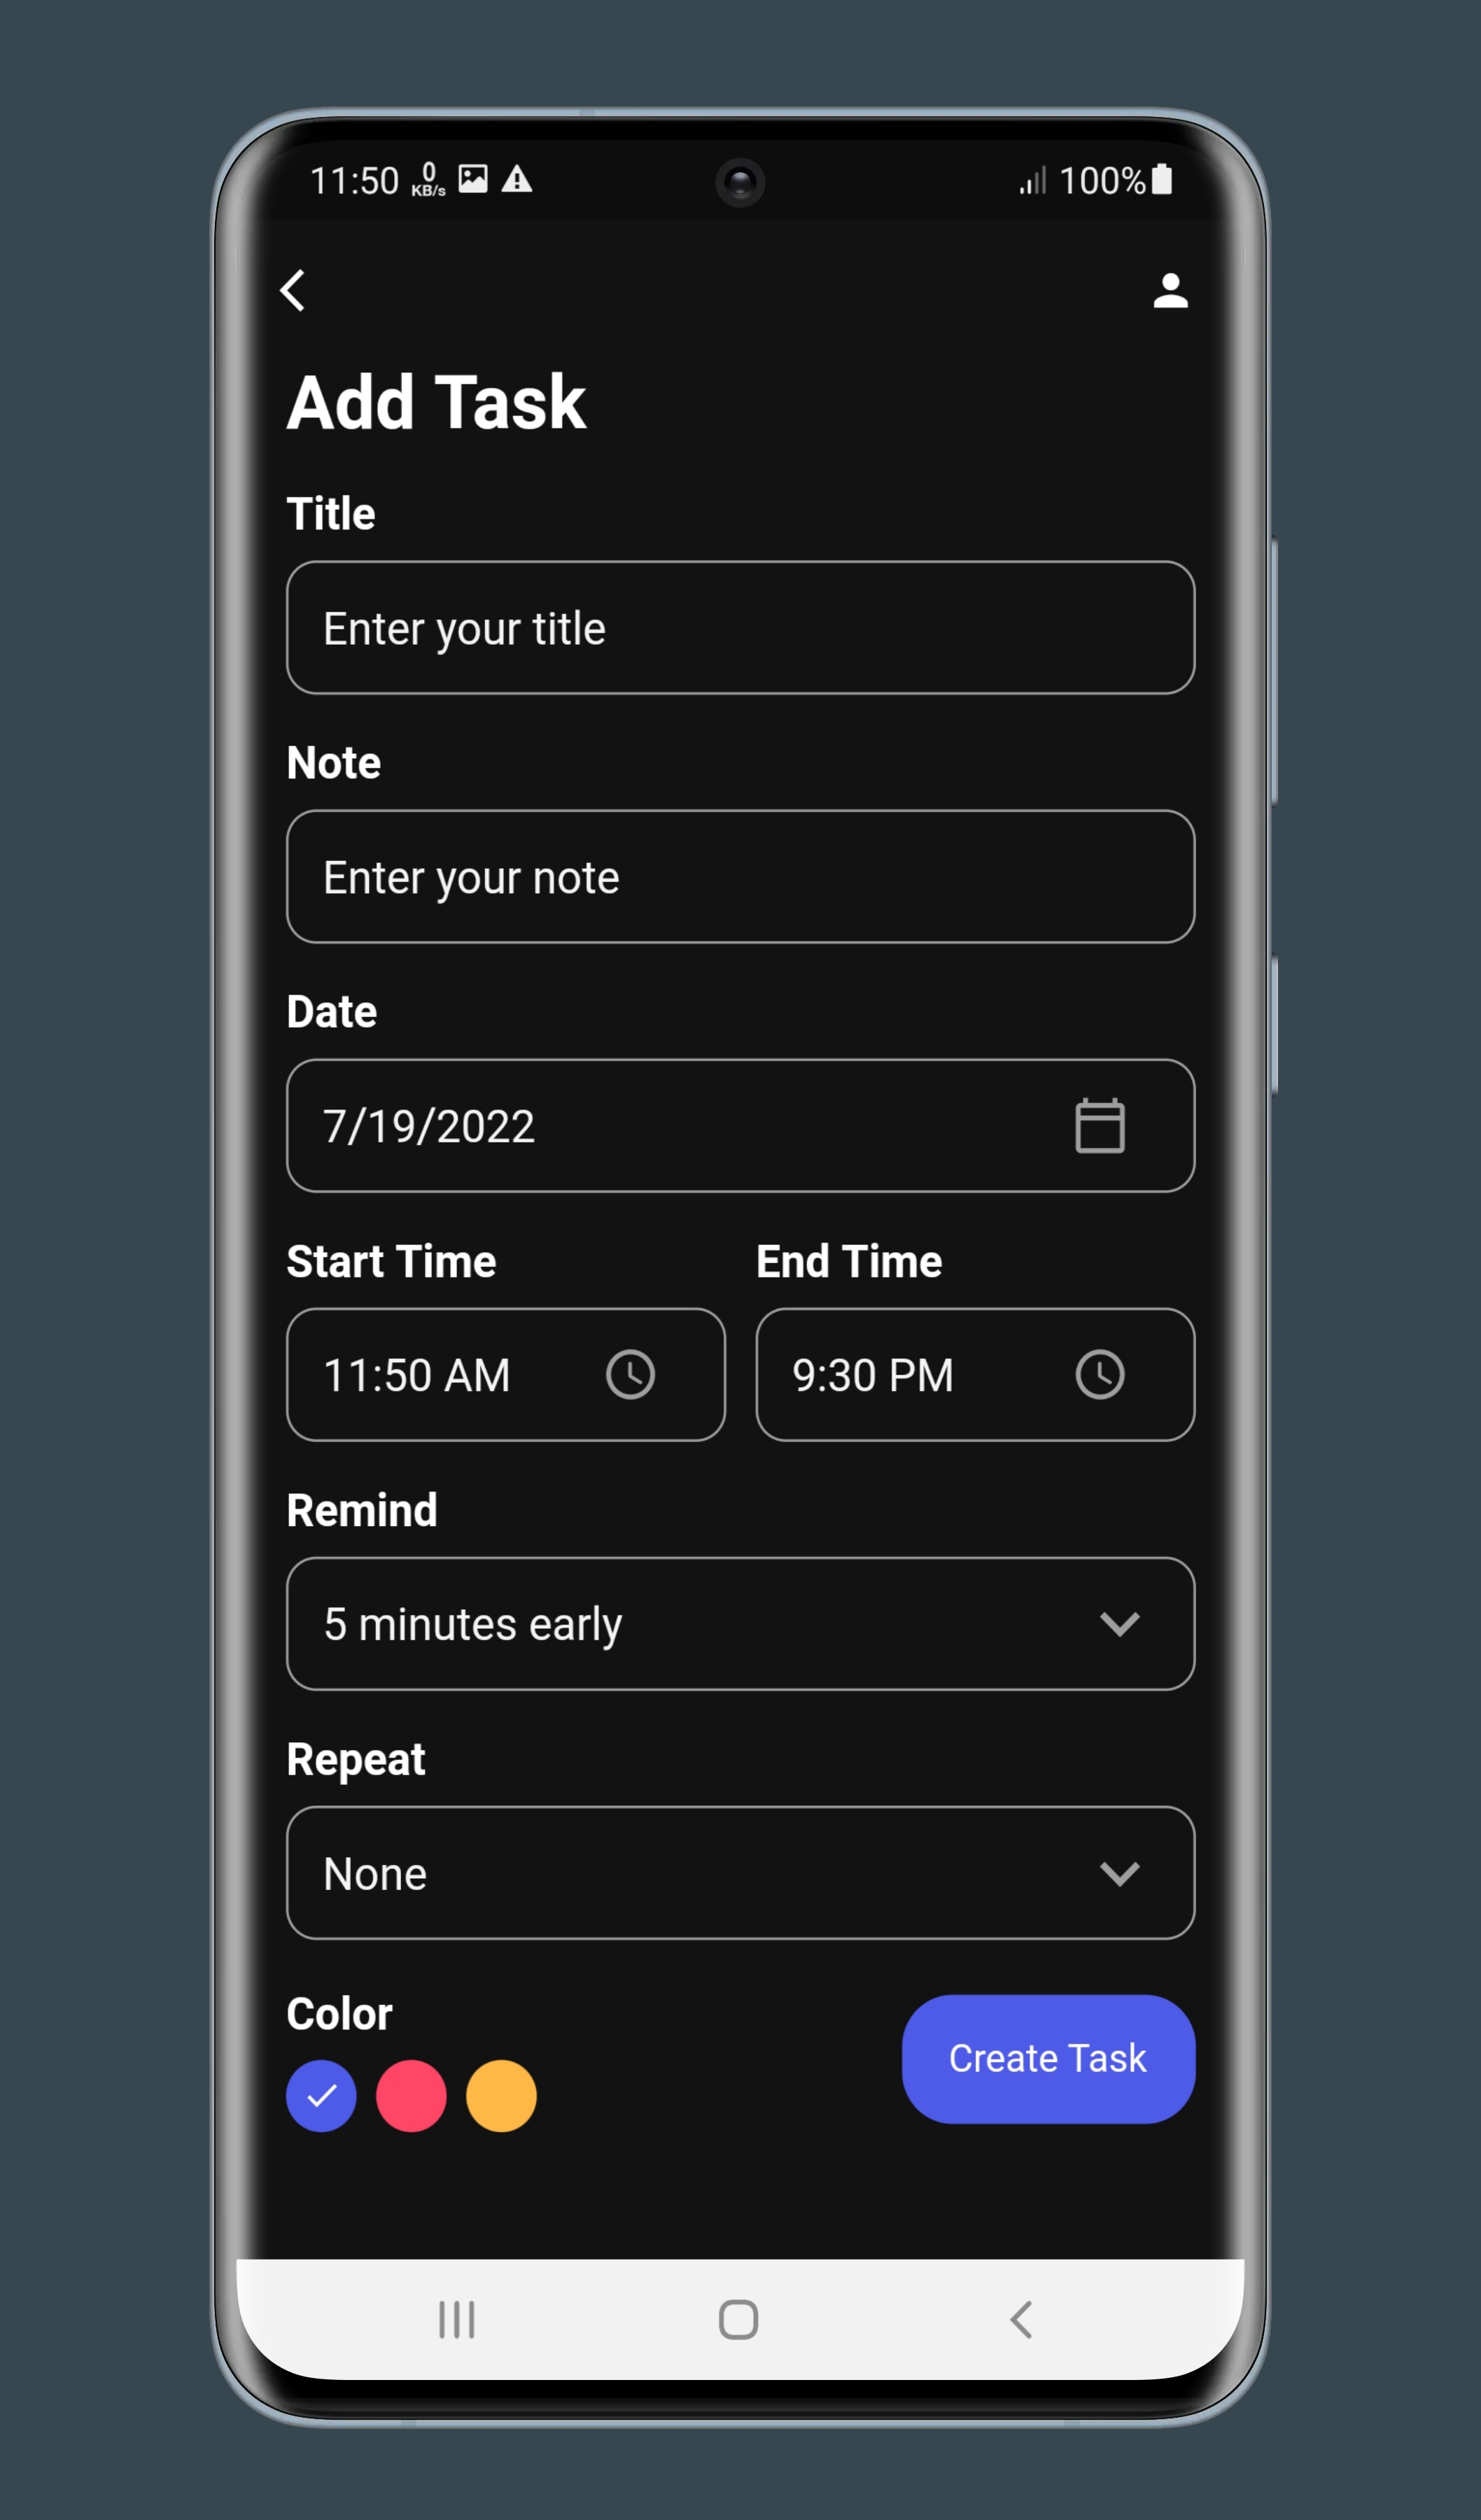 11:50 0 KB/s 100%
Add Task
Title
Enter your title
Note
Enter your note
Date
7/19/2022
Start Time End Time
11:50 AM 9:30 PM
Remind
5 minutes early
Repeat
None
Color
Create Task